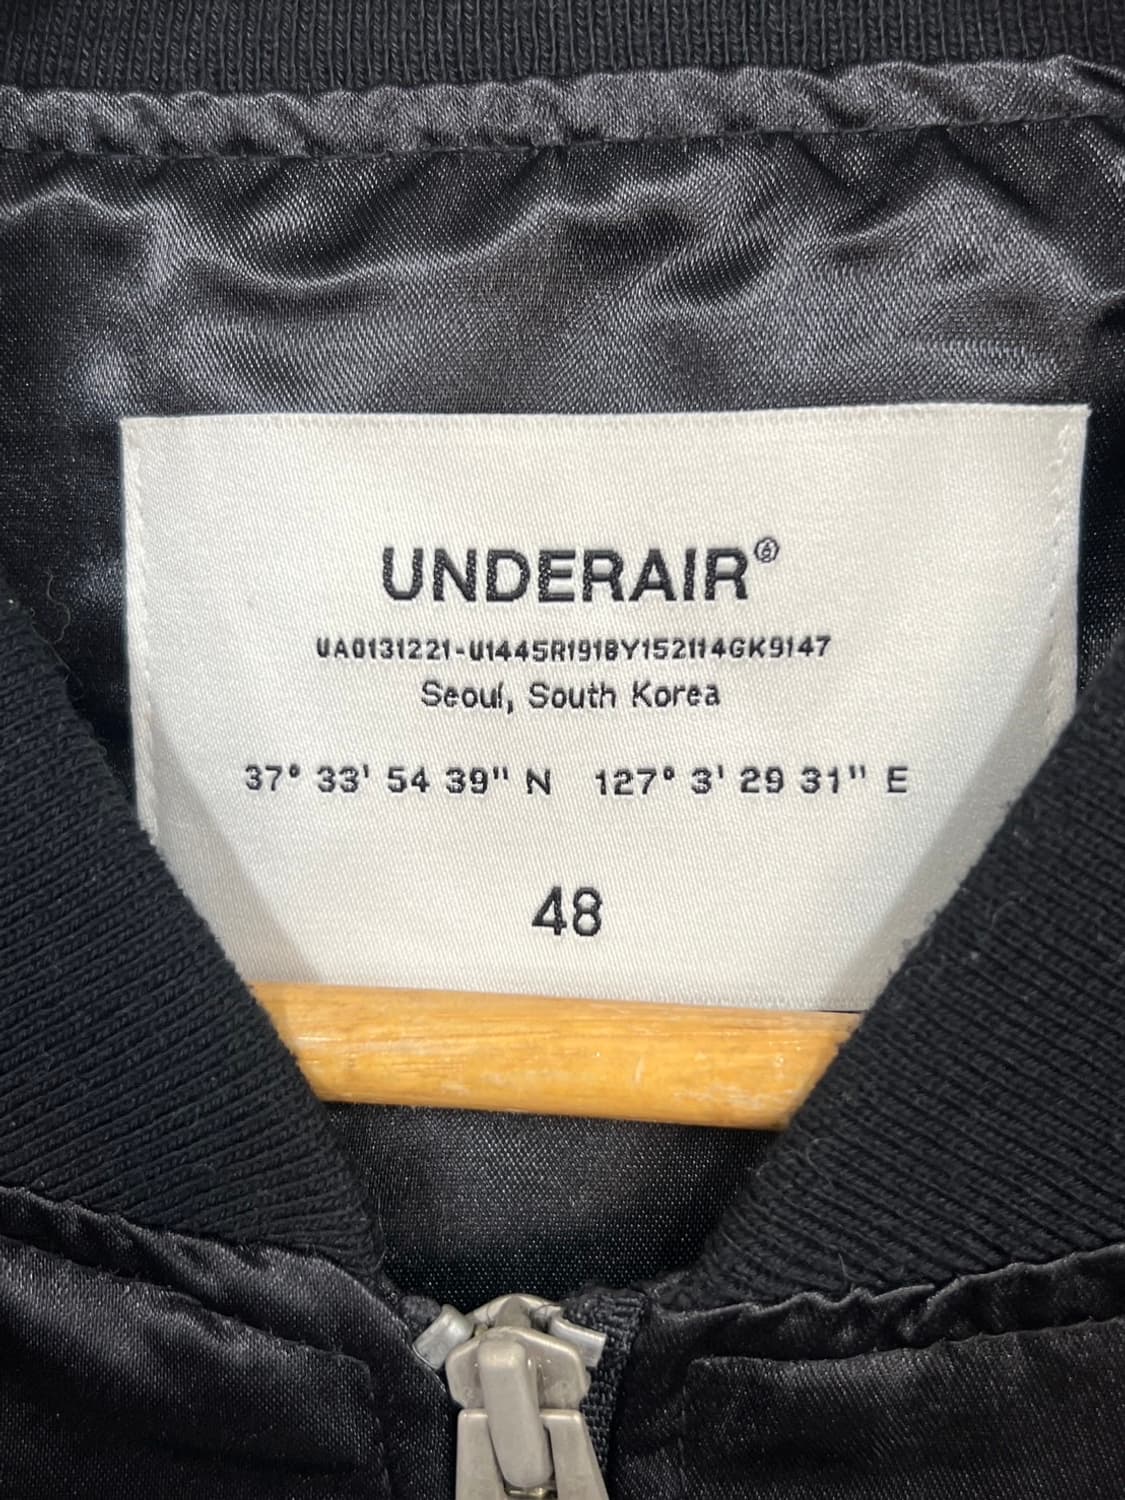 UNDERAIR®
UA0131221-U1445R1918Y152114GK9147
Seoul, South Korea
37° 33' 54 39" N 127° 3' 29 31" E
48